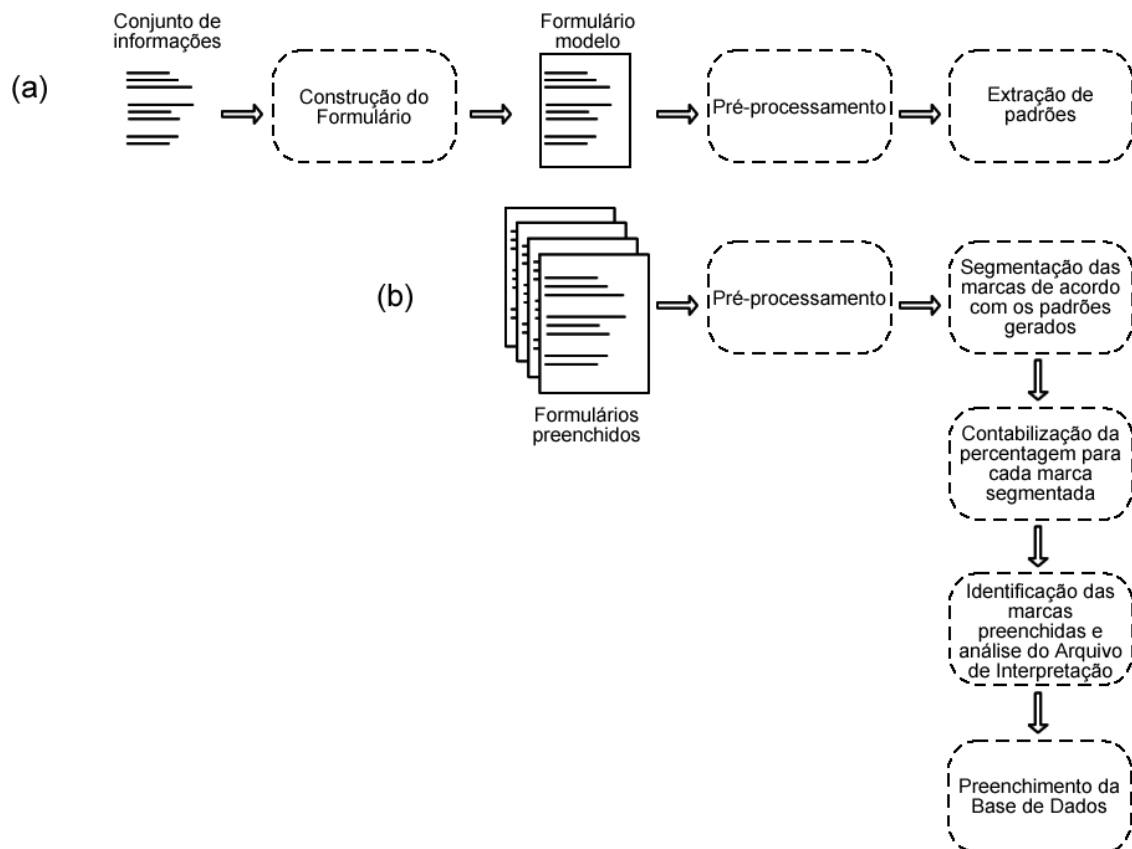 Conjunto de
informações
(a)
Construção do
Formulário
Formulário
modelo
Pré-processamento
Extração de
padrões
(b)
Formulários
preenchidos
Pré-processamento
Segmentação das
marcas de acordo
com os padrões
gerados
Contabilização da
percentagem para
cada marca
segmentada
Identificação das
marcas
preenchidas e
análise do Arquivo
de Interpretação
Preenchimento da
Base de Dados